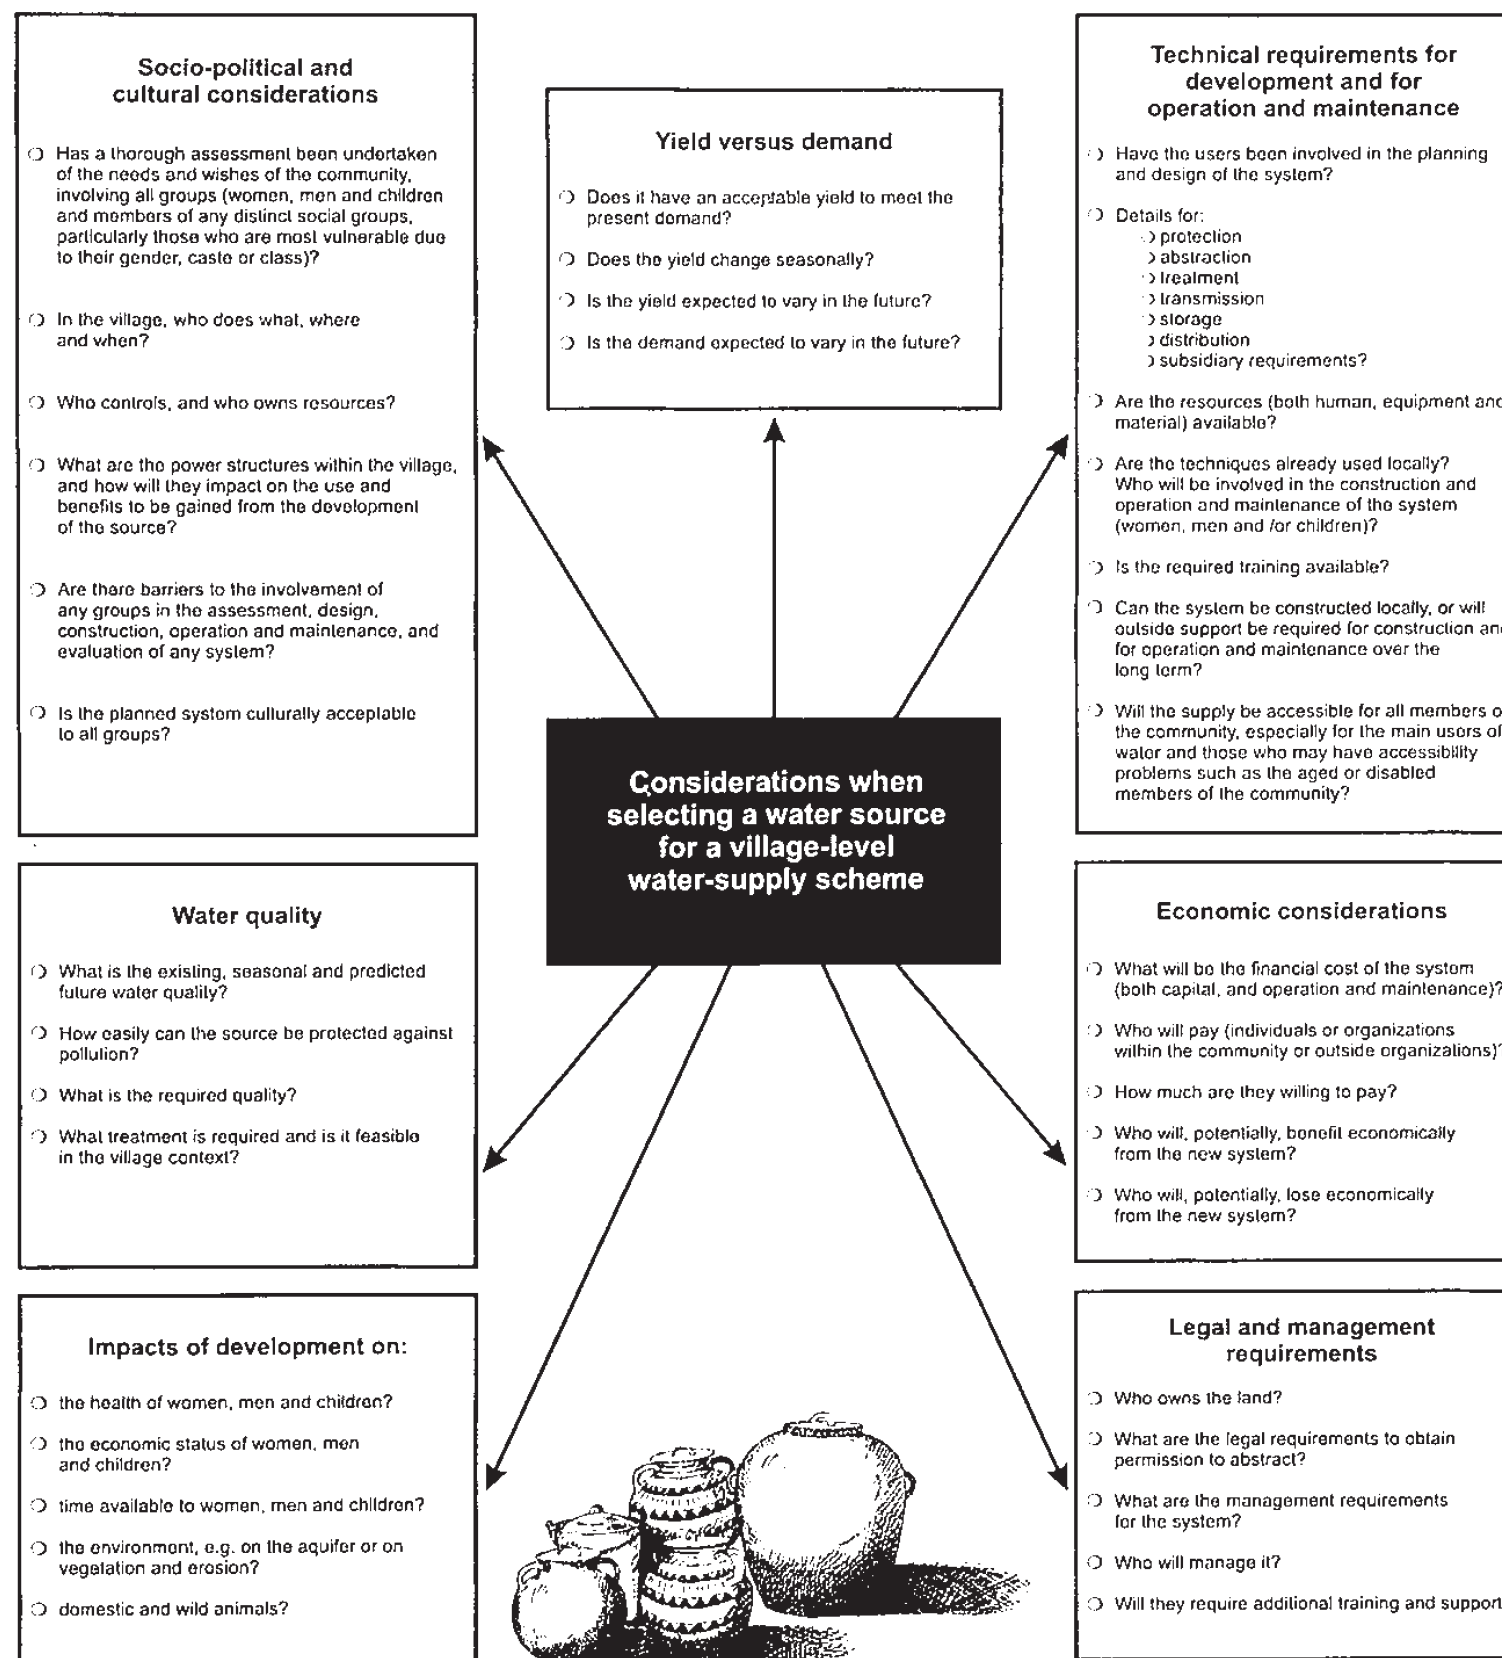 Socio-political and
cultural considerations
Has a thorough assessment been undertaken
of the needs and wishes of the community,
involving all groups (women, men and children
and members of any distinct social groups,
particularly those who are most vulnerable due
to their gender, caste or class)?
In the village, who does what, where
and when?
Who controls, and who owns resources?
What are the power structures within the village,
and how will they impact on the use and
benefits to be gained from the development
of the source?
Are there barriers to the involvement of
any groups in the assessment, design,
construction, operation and maintenance, and
evaluation of any system?
Is the planned system culturally acceptable
to all groups?
Yield versus demand
Does it have an acceptable yield to meet the
present demand?
Does the yield change seasonally?
Is the yield expected to vary in the future?
Is the demand expected to vary in the future?
Technical requirements for
development and for
operation and maintenance
Have the users been involved in the planning
and design of the system?
Details for:
protection
abstraction
treatment
transmission
storage
distribution
subsidiary requirements?
Are the resources (both human, equipment and
material) available?
Are the techniques already used locally?
Who will be involved in the construction and
operation and maintenance of the system
(women, men and /or children)?
Is the required training available?
Can the system be constructed locally, or will
outside support be required for construction and
for operation and maintenance over the
long term?
Will the supply be accessible for all members o
the community, especially for the main users of
water and those who may have accessibility
problems such as the aged or disabled
members of the community?
Considerations when
selecting a water source
for a village-level
water-supply scheme
Water quality
What is the existing, seasonal and predicted
future water quality?
How easily can the source be protected against
pollution?
What is the required quality?
What treatment is required and is it feasible
in the village context?
Economic considerations
What will be the financial cost of the system
(both capital, and operation and maintenance)?
Who will pay (individuals or organizations
within the community or outside organizations)?
How much are they willing to pay?
Who will, potentially, benefit economically
from the new system?
Who will, potentially, lose economically
from the new system?
Impacts of development on:
the health of women, men and children?
the economic status of women, men
and children?
time available to women, men and children?
the environment, e.g. on the aquifer or on
vegetation and erosion?
domestic and wild animals?
Legal and management
requirements
Who owns the land?
What are the legal requirements to obtain
permission to abstract?
What are the management requirements
for the system?
Who will manage it?
Will they require additional training and support